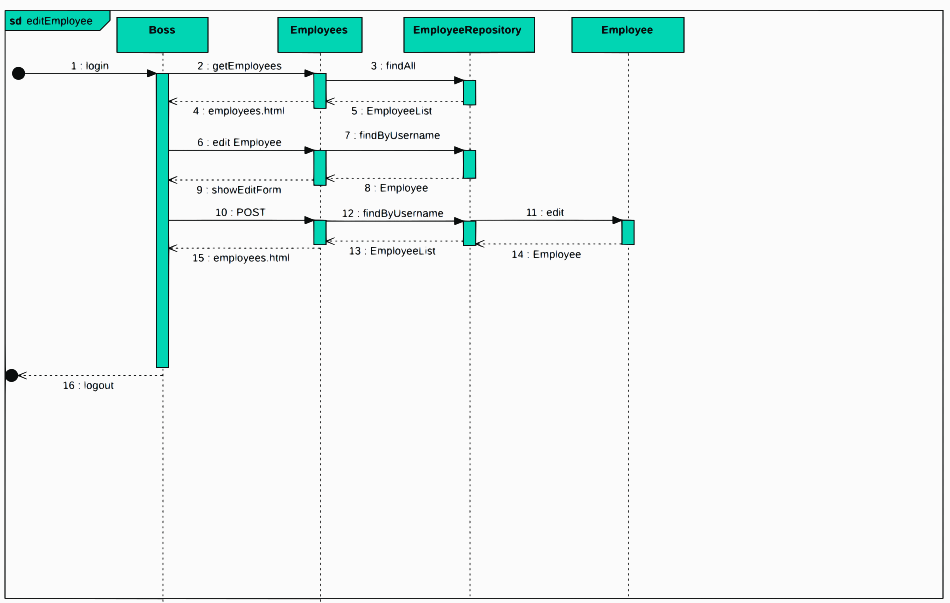 sd editEmployee
Boss
Employees
EmployeeRepository
Employee
1 : login
2 : getEmployees
3 : findAll
4 : employees.html
5 : EmployeeList
6 : edit Employee
7 : findByUsername
8 : Employee
9 : showEditForm
10 : POST
12 : findByUsername
11 : edit
13 : EmployeeList
14 : Employee
15 : employees.html
16 : logout